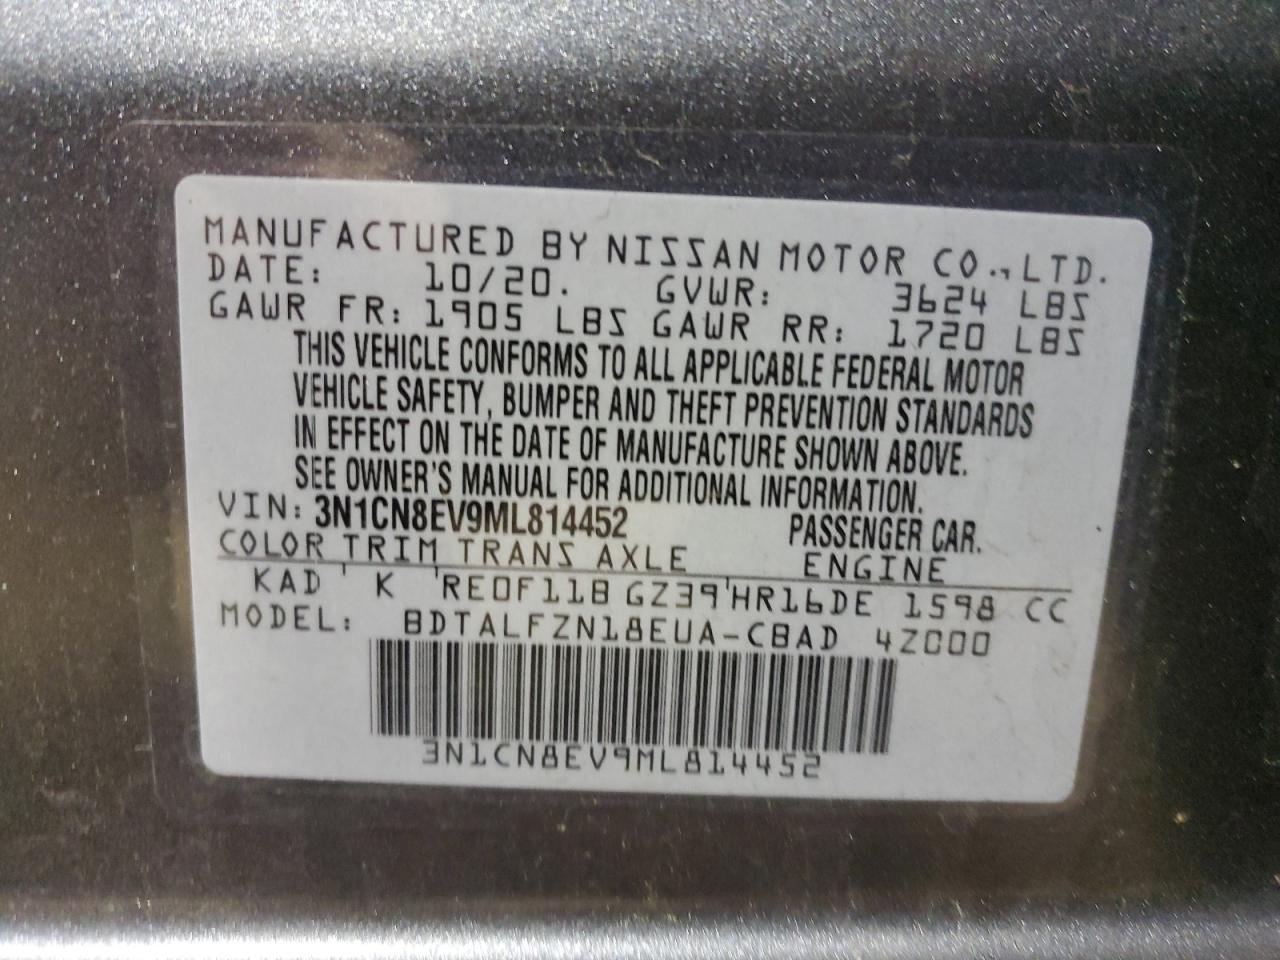 MANUFACTURED BY NISSAN MOTOR CO.,LTD.
DATE: 10/20. GVWR: 3624 LBS
GAWR FR: 1905 LBS GAWR RR: 1720 LBS
THIS VEHICLE CONFORMS TO ALL APPLICABLE FEDERAL MOTOR
VEHICLE SAFETY, BUMPER AND THEFT PREVENTION STANDARDS
IN EFFECT ON THE DATE OF MANUFACTURE SHOWN ABOVE.
SEE OWNER'S MANUAL FOR ADDITIONAL INFORMATION.
VIN: 3N1CN8EV9ML814452 PASSENGER CAR.
COLOR TRIM TRANS AXLE ENGINE
KAD ' K 'RE0F11B GZ39'HR16DE 1598 CC
MODEL: BDTALFZN18EUA-CBAD 4Z000
3N1CN8EV9ML814452